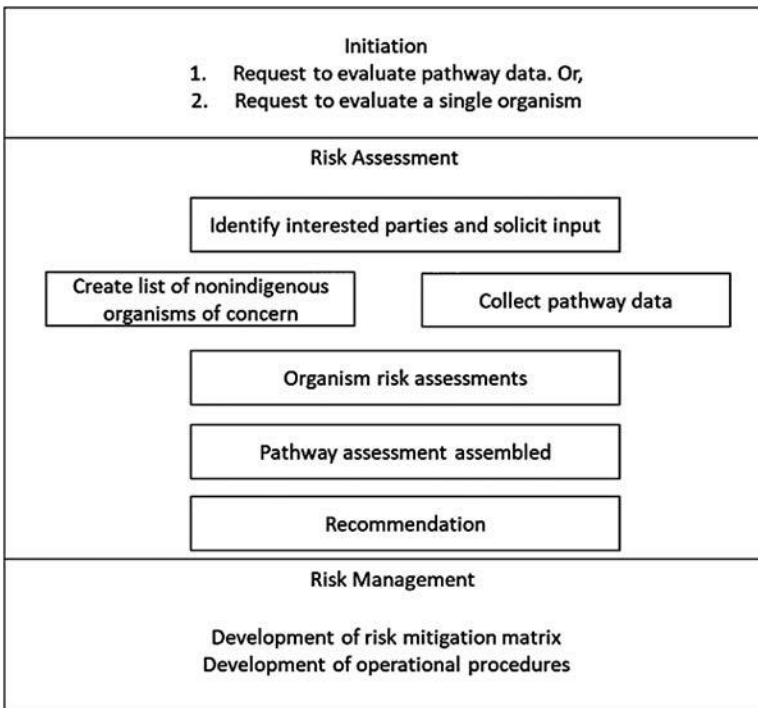 Initiation
1. Request to evaluate pathway data. Or,
2. Request to evaluate a single organism
Risk Assessment
Identify interested parties and solicit input
Create list of nonindigenous
organisms of concern
Collect pathway data
Organism risk assessments
Pathway assessment assembled
Recommendation
Risk Management
Development of risk mitigation matrix
Development of operational procedures